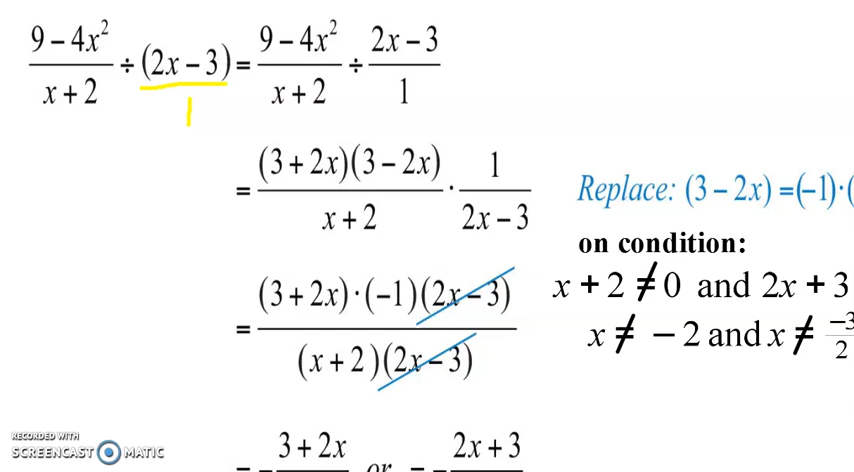 9 − 4x² / x + 2 ÷ (2x − 3) = 9 − 4x² / x + 2 ÷ 2x − 3 / 1
1
= (3 + 2x)(3 − 2x) / x + 2 · 1 / 2x − 3 Replace: (3 − 2x) = (−1)·(
on condition:
x + 2 ≠ 0 and 2x + 3
= (3 + 2x)·(−1)(2x − 3) / (x + 2)(2x − 3)
x ≠ − 2 and x ≠ −3 / 2
= − 3 + 2x or = − 2x + 3
RECORDED WITH
SCREENCAST MATIC